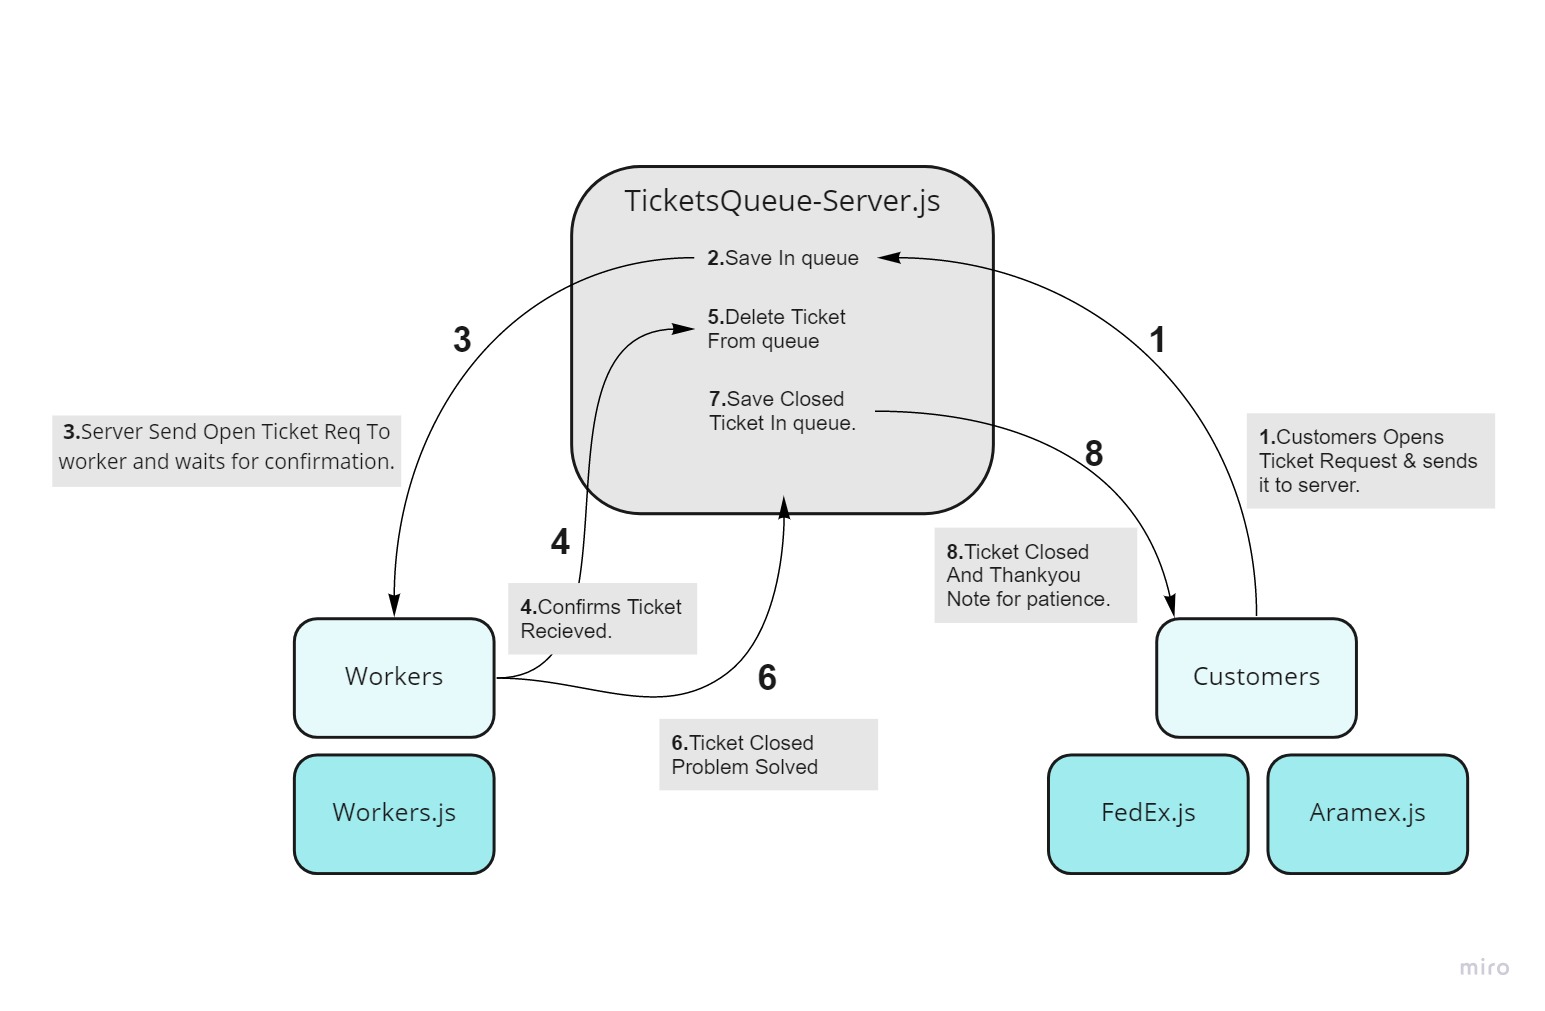 TicketsQueue-Server.js
2.Save In queue
5.Delete Ticket
From queue
7.Save Closed
Ticket In queue.
3
1
8
4
6
3.Server Send Open Ticket Req To
worker and waits for confirmation.
1.Customers Opens
Ticket Request & sends
it to server.
8.Ticket Closed
And Thankyou
Note for patience.
4.Confirms Ticket
Recieved.
6.Ticket Closed
Problem Solved
Workers
Customers
Workers.js
FedEx.js
Aramex.js
miro